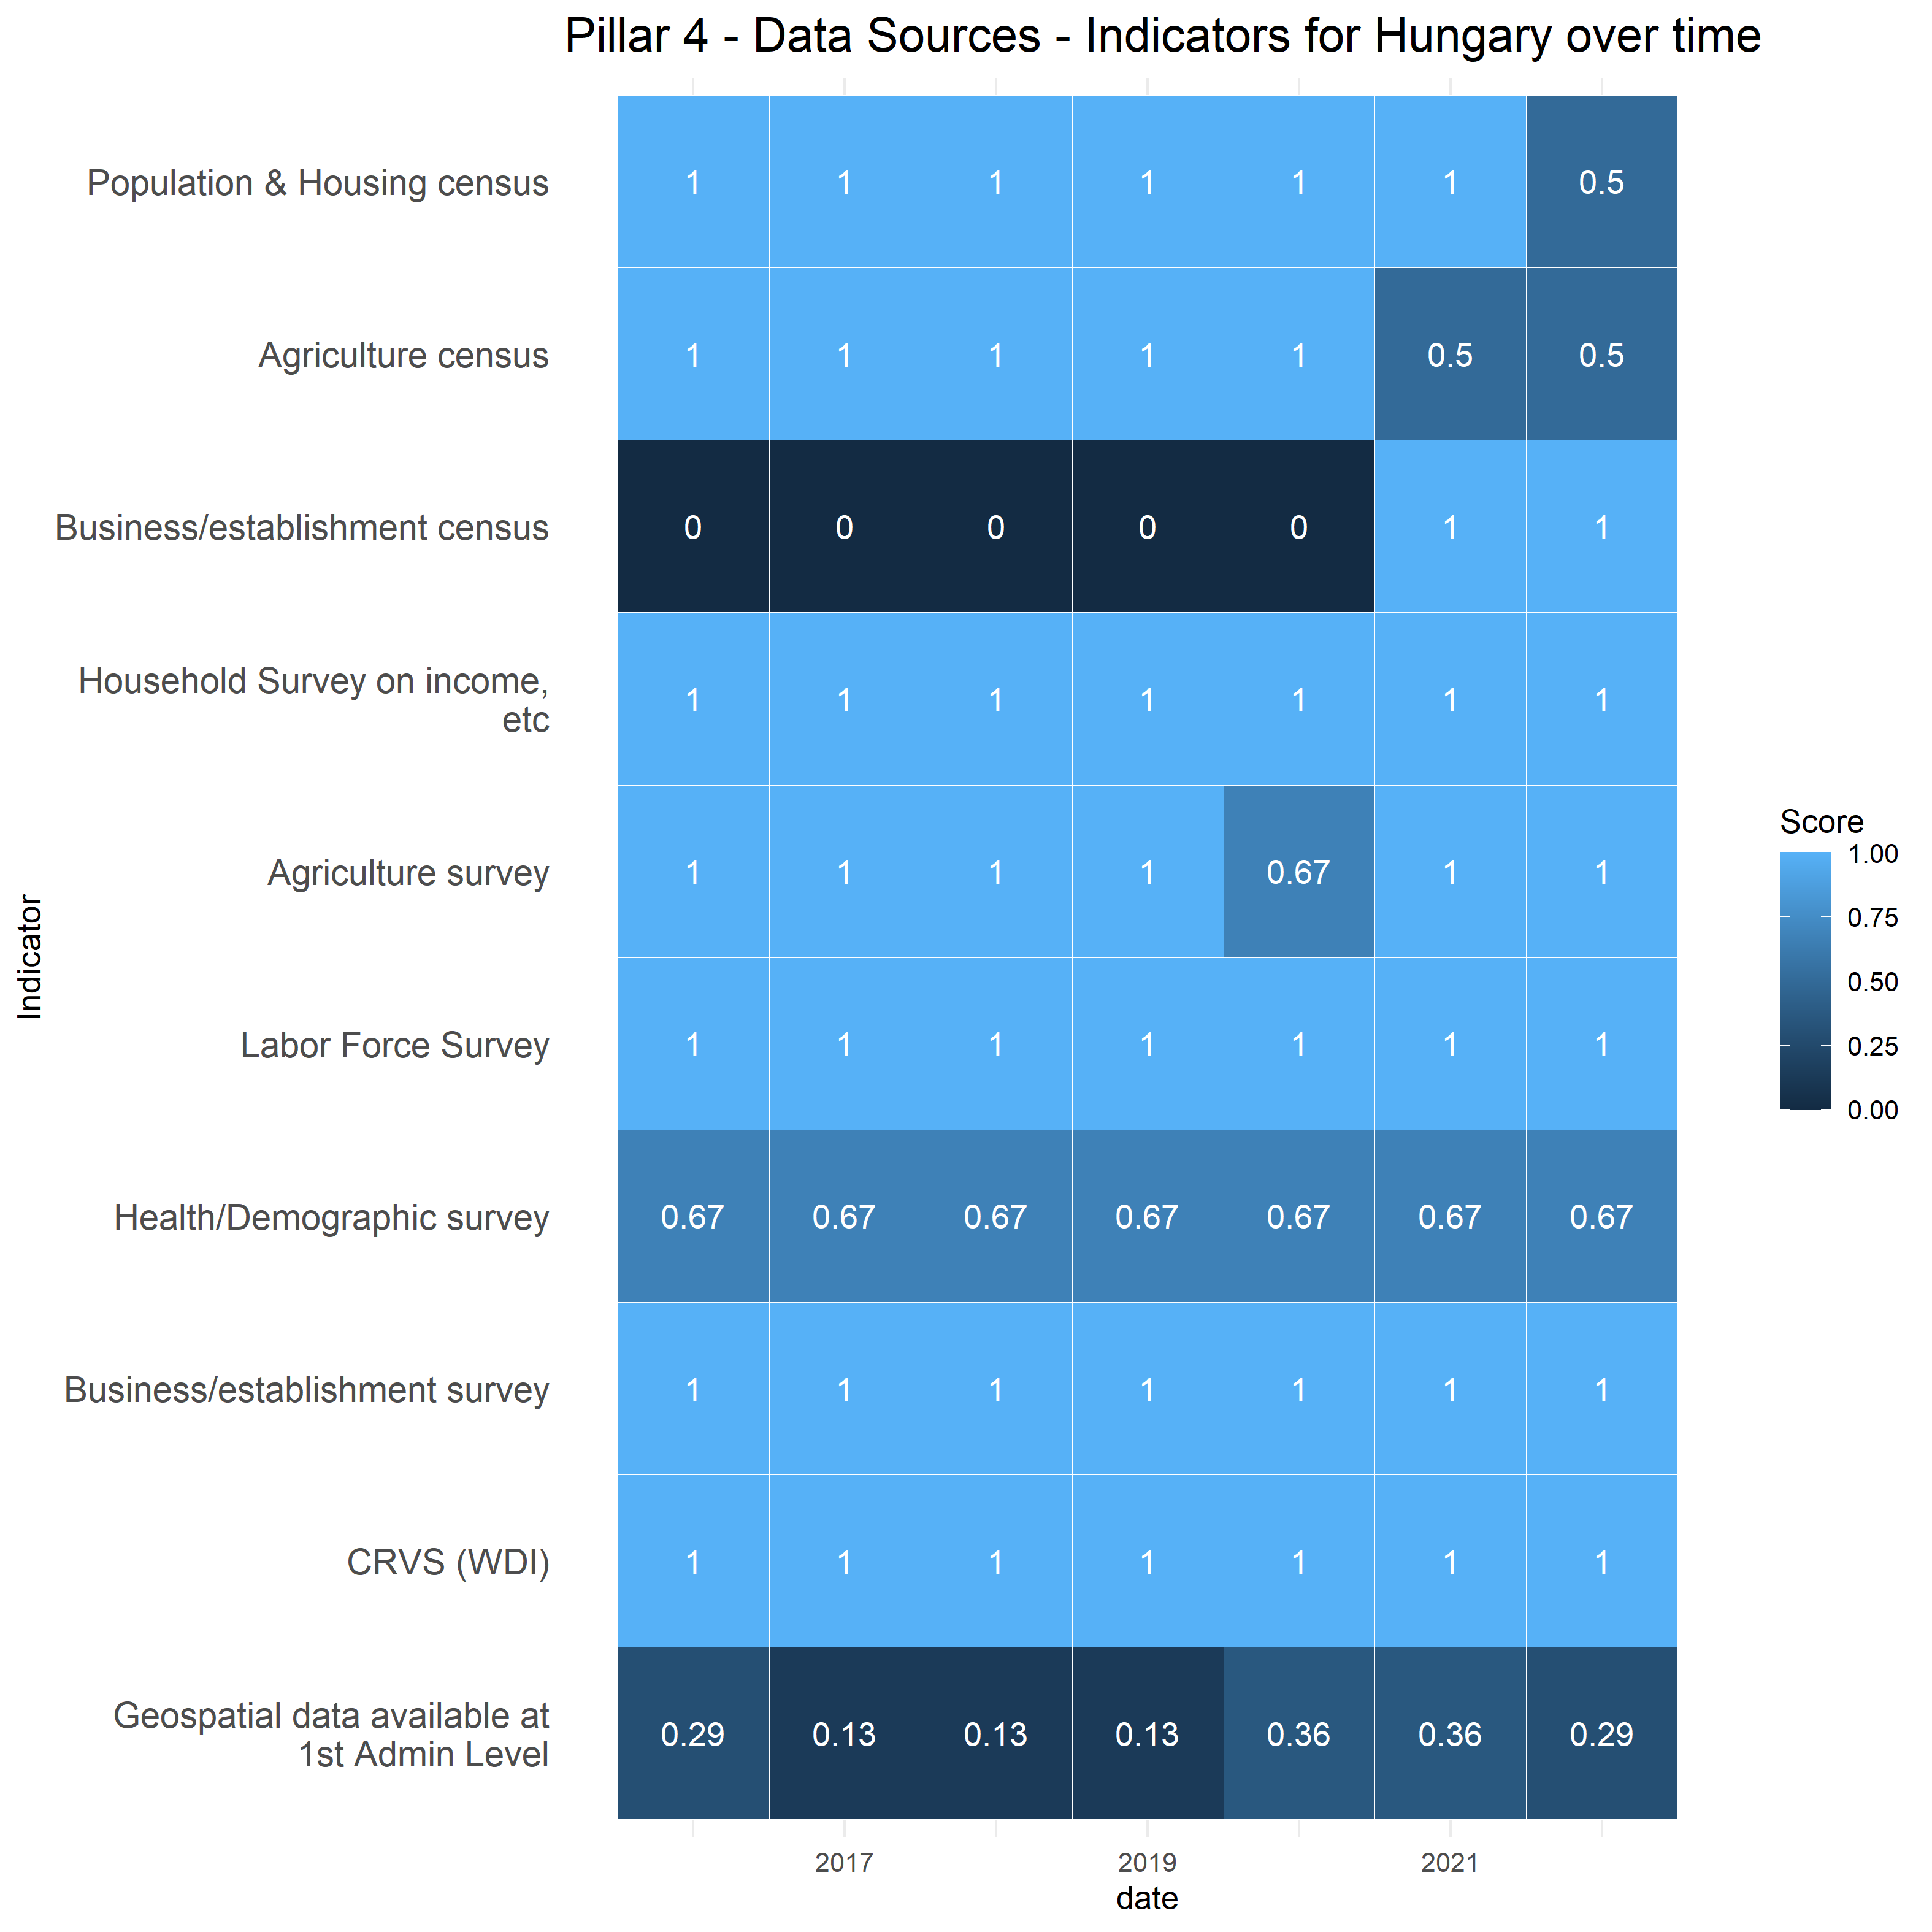 Pillar 4 - Data Sources - Indicators for Hungary over time
Population & Housing census
1 1 1 1 1 1 0.5
Agriculture census
1 1 1 1 1 0.5 0.5
Business/establishment census
0 0 0 0 0 1 1
Household Survey on income,
etc
1 1 1 1 1 1 1
Agriculture survey
1 1 1 1 0.67 1 1
Labor Force Survey
1 1 1 1 1 1 1
Health/Demographic survey
0.67 0.67 0.67 0.67 0.67 0.67 0.67
Business/establishment survey
1 1 1 1 1 1 1
CRVS (WDI)
1 1 1 1 1 1 1
Geospatial data available at
1st Admin Level
0.29 0.13 0.13 0.13 0.36 0.36 0.29
2017 2019 2021
date
Indicator
Score
1.00
0.75
0.50
0.25
0.00